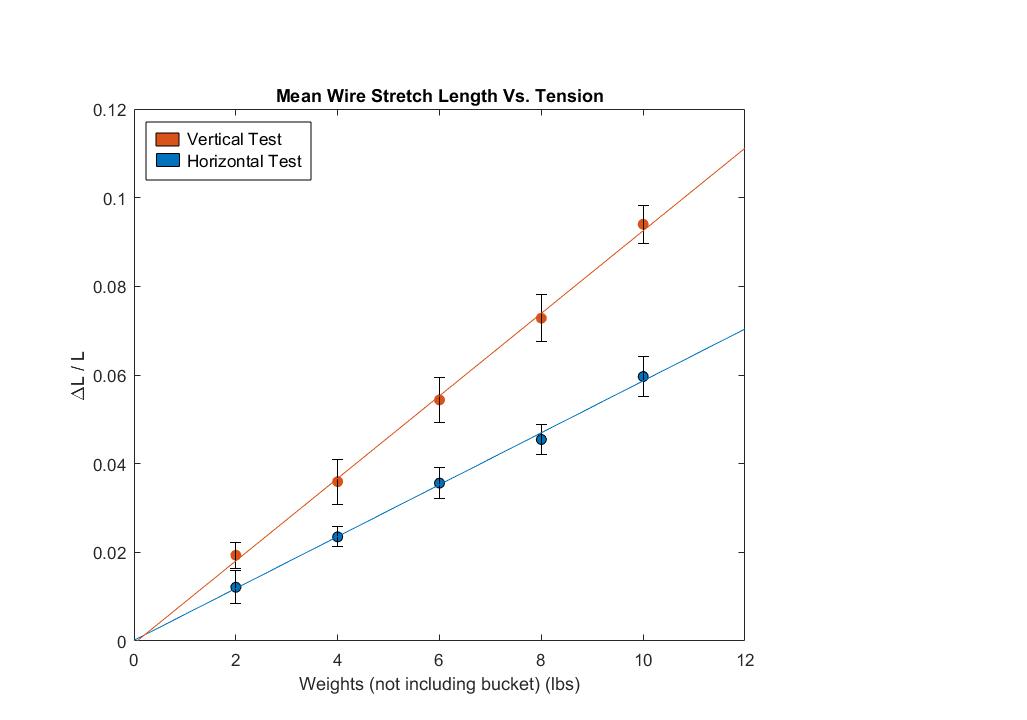 Mean Wire Stretch Length Vs. Tension
0.12
Vertical Test
Horizontal Test
0.1
0.08
0.06
ΔL / L
0.04
0.02
0
0 2 4 6 8 10 12
Weights (not including bucket) (lbs)